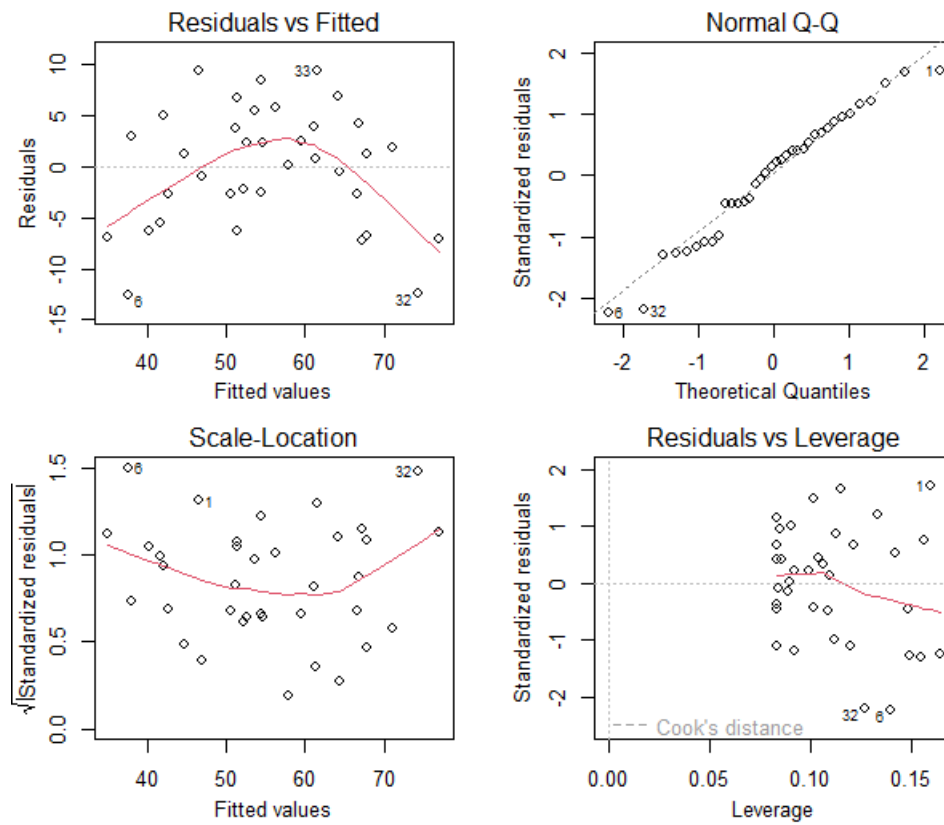 Residuals vs Fitted
Residuals
10
5
0
-5
-10
-15
33
6
32
40 50 60 70
Fitted values
Normal Q-Q
Standardized residuals
2
1
0
-1
-2
1
6
32
-2 -1 0 1 2
Theoretical Quantiles
Scale-Location
√|Standardized residuals|
1.5
1.0
0.5
0.0
6
1
32
40 50 60 70
Fitted values
Residuals vs Leverage
Standardized residuals
2
1
0
-1
-2
1
32
6
Cook's distance
0.00 0.05 0.10 0.15
Leverage